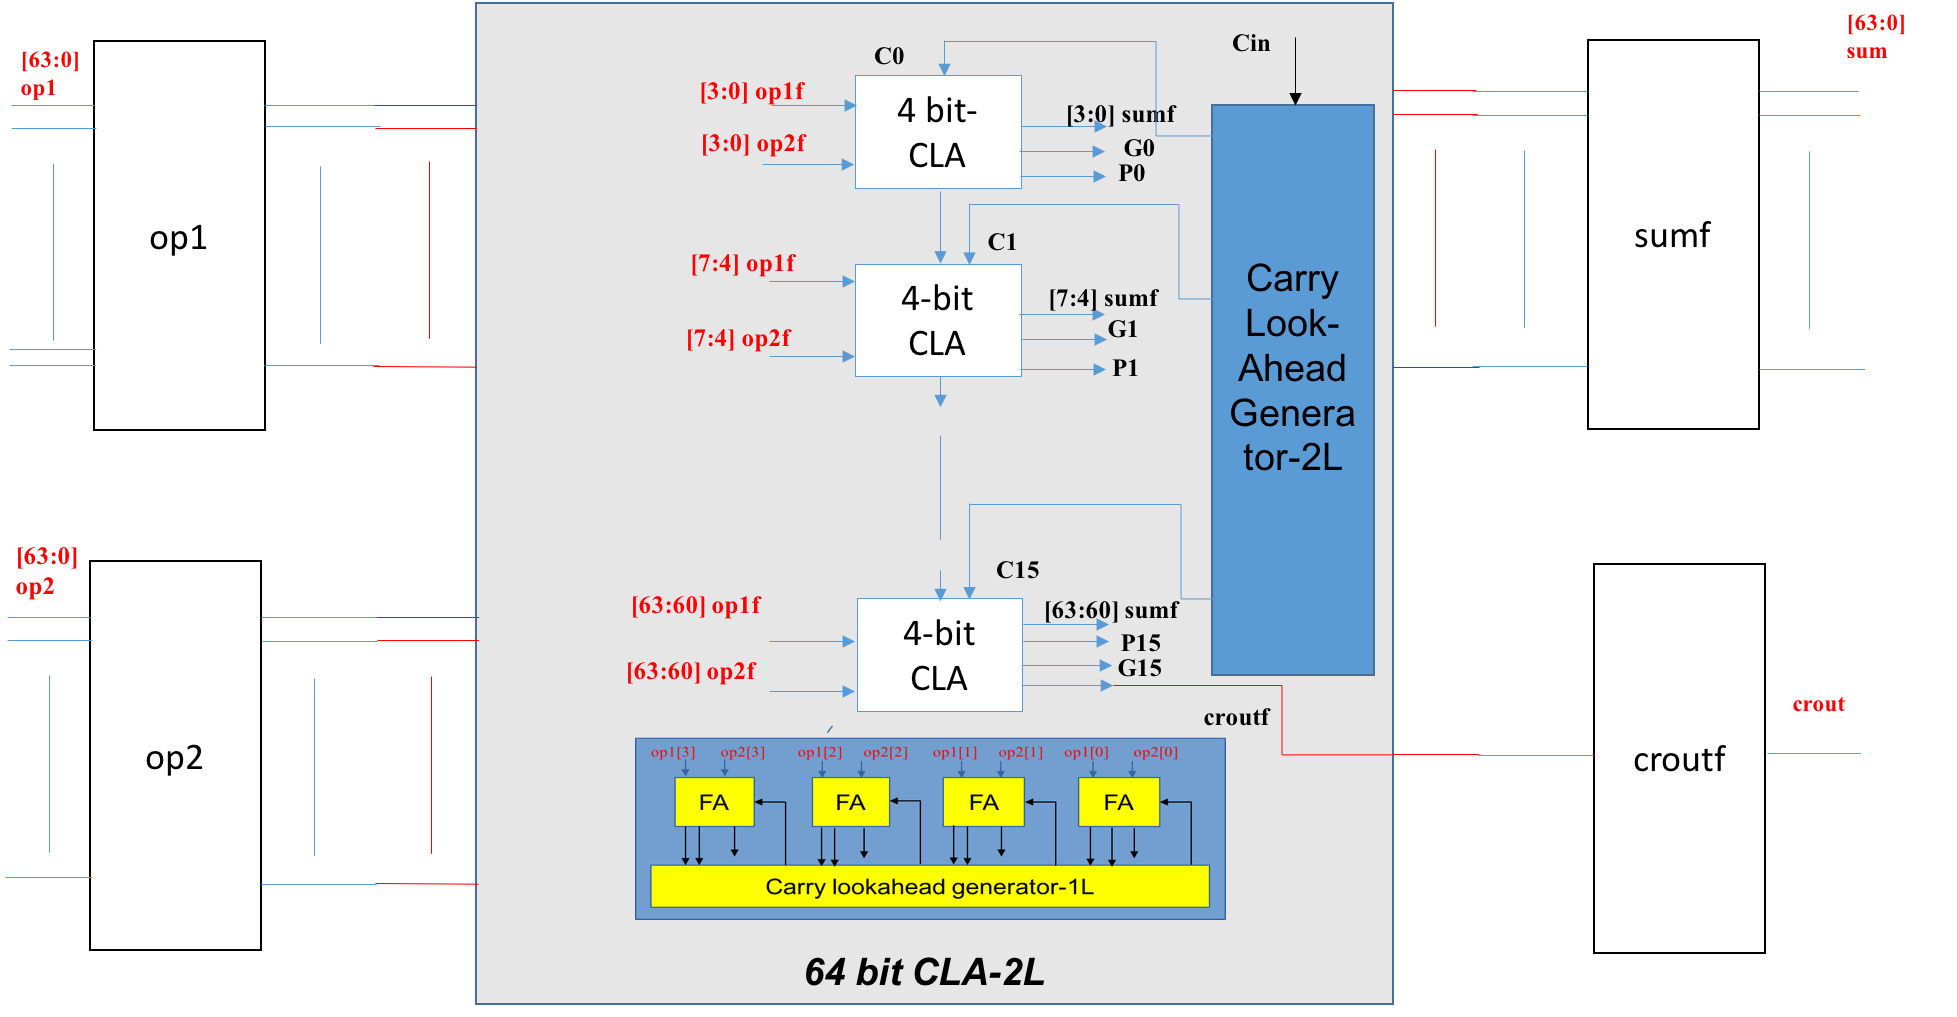 [63:0]
op1
op1
[63:0]
op2
op2
C0
[3:0] op1f
[3:0] op2f
4 bit-
CLA
[3:0] sumf
G0
P0
C1
[7:4] op1f
[7:4] op2f
4-bit
CLA
[7:4] sumf
G1
P1
C15
[63:60] op1f
[63:60] op2f
4-bit
CLA
[63:60] sumf
P15
G15
croutf
Cin
Carry
Look-
Ahead
Genera
tor-2L
op1[3] op2[3] op1[2] op2[2] op1[1] op2[1] op1[0] op2[0]
FA FA FA FA
Carry lookahead generator-1L
64 bit CLA-2L
[63:0]
sum
sumf
crout
croutf